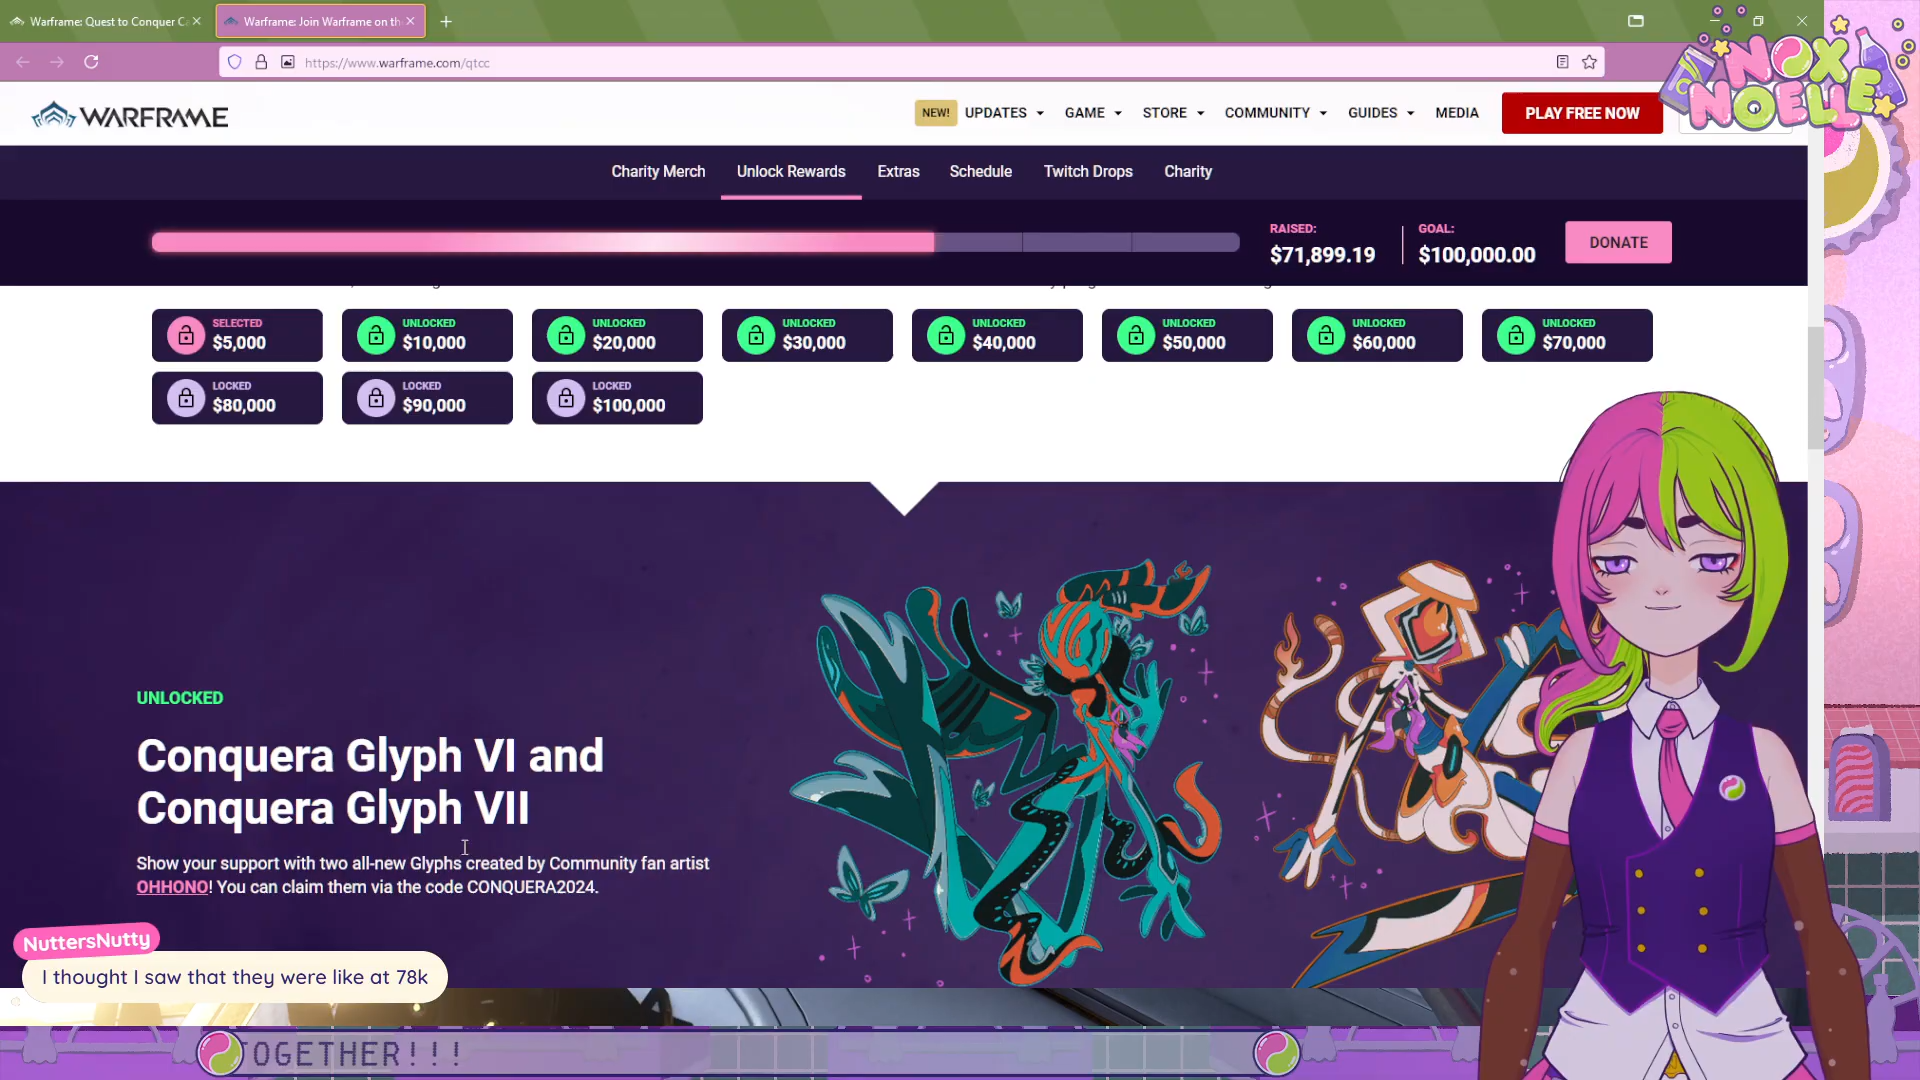 Warframe: Quest to Conquer C
Warframe: Join Warframe on th
https://www.warframe.com/qtcc
NOX
NOELLE
WARFRAME
NEW! UPDATES GAME STORE COMMUNITY GUIDES MEDIA PLAY FREE NOW
Charity Merch Unlock Rewards Extras Schedule Twitch Drops Charity
RAISED: GOAL:
$71,899.19 $100,000.00 DONATE
SELECTED UNLOCKED UNLOCKED UNLOCKED UNLOCKED UNLOCKED UNLOCKED UNLOCKED
$5,000 $10,000 $20,000 $30,000 $40,000 $50,000 $60,000 $70,000
LOCKED LOCKED LOCKED
$80,000 $90,000 $100,000
UNLOCKED
Conquera Glyph VI and
Conquera Glyph VII
Show your support with two all-new Glyphs created by Community fan artist
OHHONO! You can claim them via the code CONQUERA2024.
NuttersNutty
I thought I saw that they were like at 78k
OGETHER!!!